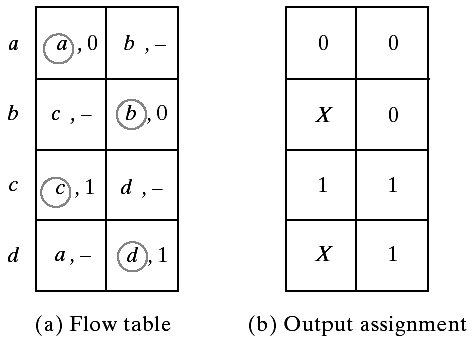 a a , 0 b , – 0 0
b c , – b , 0 X 0
c c , 1 d , – 1 1
d a , – d , 1 X 1
(a) Flow table (b) Output assignment